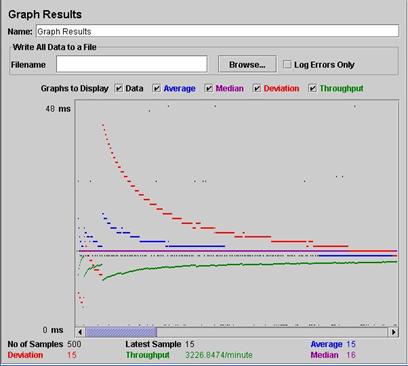 Graph Results
Name: Graph Results
Write All Data to a File
Filename Browse... Log Errors Only
Graphs to Display Data Average Median Deviation Throughput
48 ms
0 ms
No of Samples 500 Latest Sample 15 Average 15
Deviation 15 Throughput 3226.8474/minute Median 16